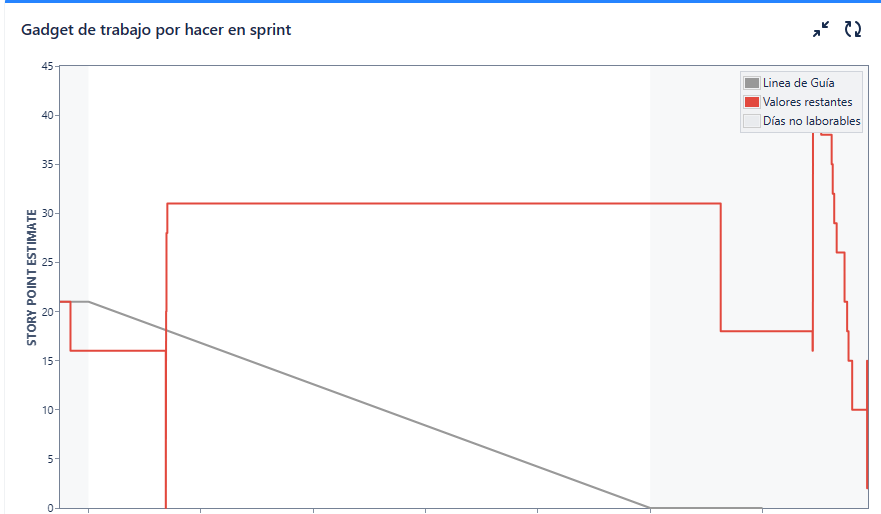 Gadget de trabajo por hacer en sprint
Linea de Guía
Valores restantes
Días no laborables
STORY POINT ESTIMATE
45
40
35
30
25
20
15
10
5
0